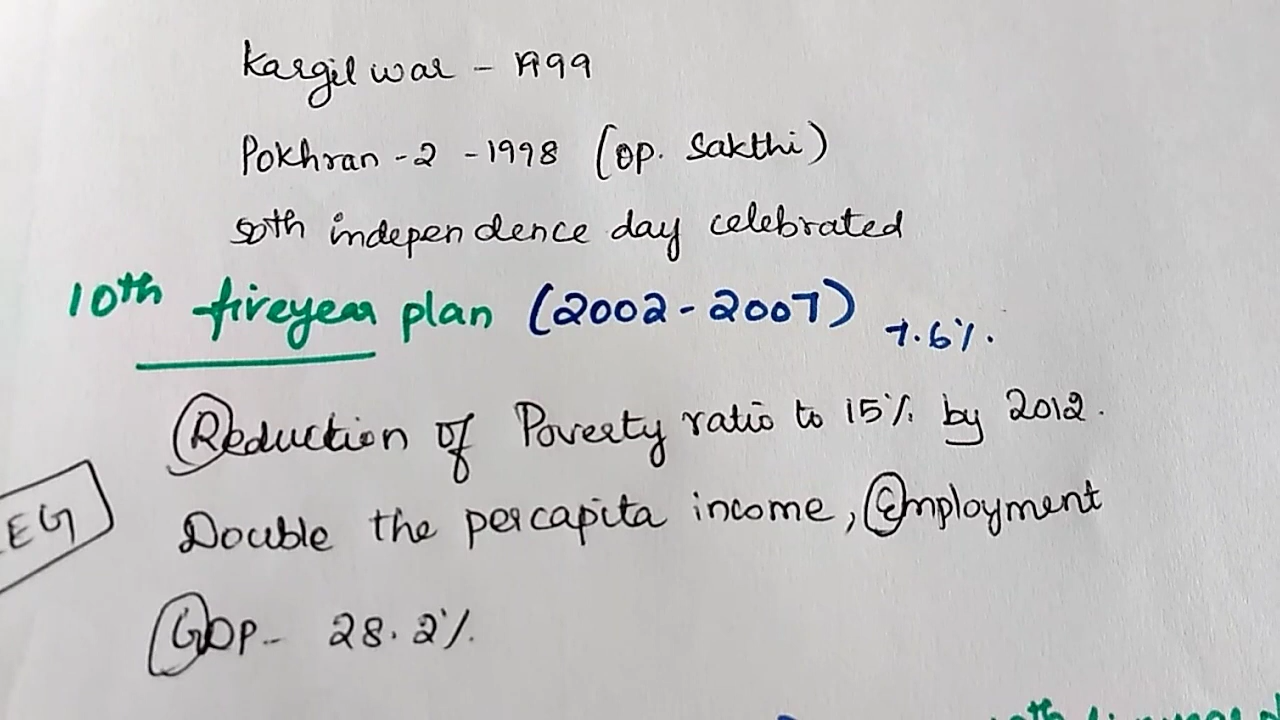 Kargil war - 1999
Pokhran -2 -1998 (op. Sakthi)
50th independence day celebrated
10th fiveyear plan (2002-2007) 7.6%.
Reduction of Poverty ratio to 15% by 2012.
EG
Double the percapita income, Employment
GDP- 28.2%.